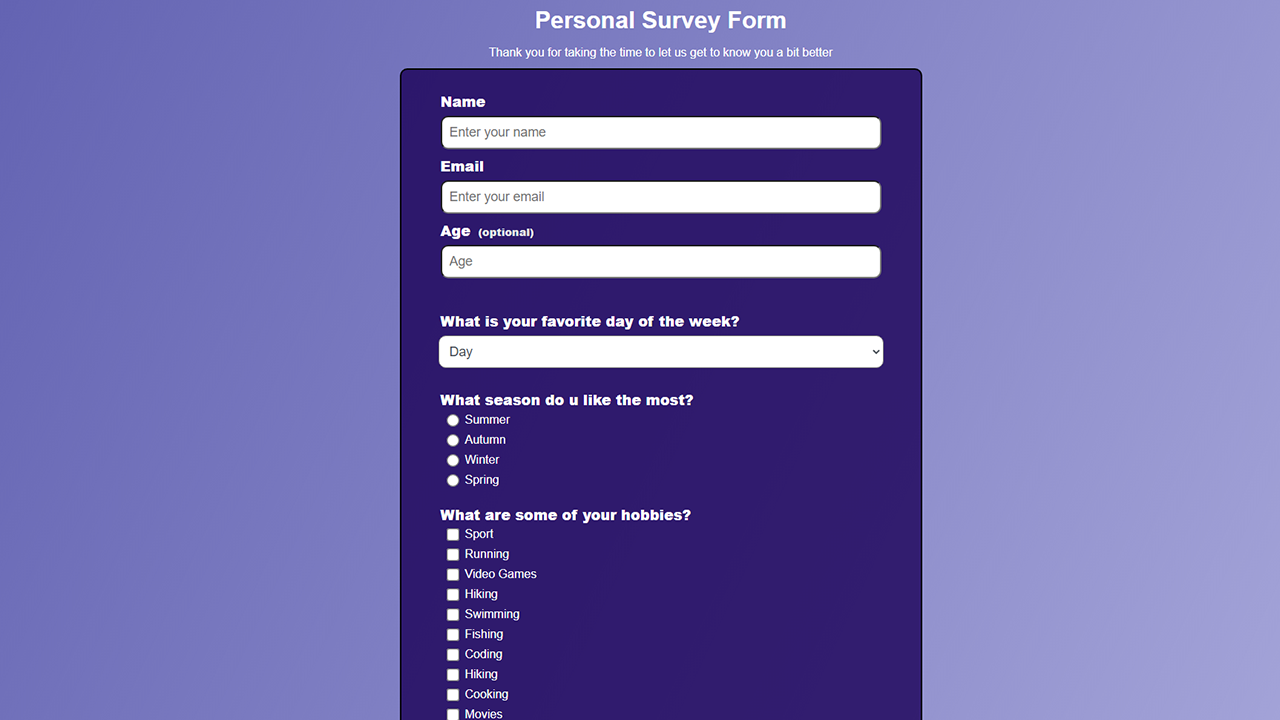 Personal Survey Form
Thank you for taking the time to let us get to know you a bit better
Name
Enter your name
Email
Enter your email
Age (optional)
Age
What is your favorite day of the week?
Day
What season do u like the most?
Summer
Autumn
Winter
Spring
What are some of your hobbies?
Sport
Running
Video Games
Hiking
Swimming
Fishing
Coding
Hiking
Cooking
Movies